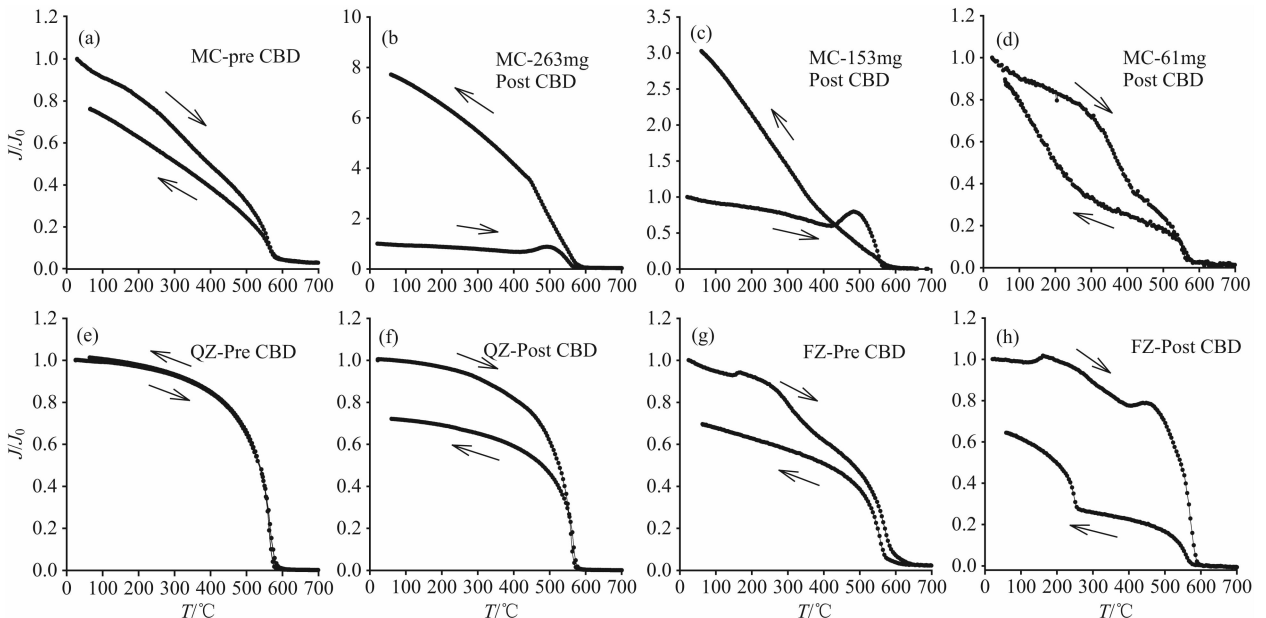 (a)
MC-pre CBD
J/J₀
1.2
1.0
0.8
0.6
0.4
0.2
0.0
0 100 200 300 400 500 600 700
(b)
MC-263mg
Post CBD
10
8
6
4
2
0
0 100 200 300 400 500 600 700
(c)
MC-153mg
Post CBD
3.5
3.0
2.5
2.0
1.5
1.0
0.5
0.0
0 100 200 300 400 500 600 700
(d)
MC-61mg
Post CBD
1.2
1.0
0.8
0.6
0.4
0.2
0.0
0 100 200 300 400 500 600 700
(e)
QZ-Pre CBD
J/J₀
1.2
1.0
0.8
0.6
0.4
0.2
0.0
0 100 200 300 400 500 600 700
T/℃
(f)
QZ-Post CBD
1.2
1.0
0.8
0.6
0.4
0.2
0.0
0 100 200 300 400 500 600 700
T/℃
(g)
FZ-Pre CBD
1.2
1.0
0.8
0.6
0.4
0.2
0.0
0 100 200 300 400 500 600 700
T/℃
(h)
FZ-Post CBD
1.2
1.0
0.8
0.6
0.4
0.2
0.0
0 100 200 300 400 500 600 700
T/℃